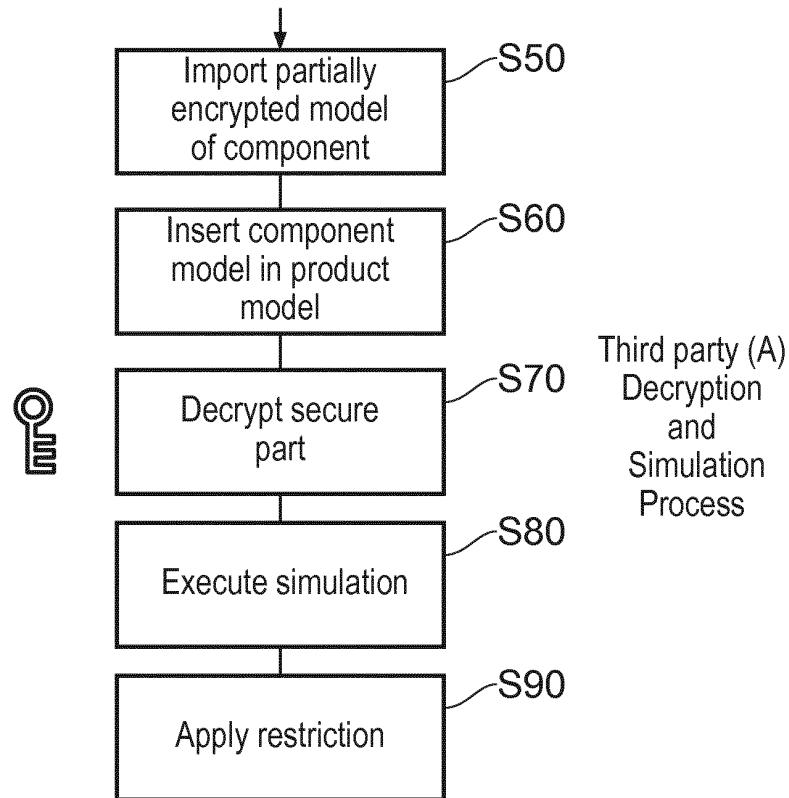 Import partially
encrypted model
of component
S50
Insert component
model in product
model
S60
Decrypt secure
part
S70
Execute simulation
S80
Apply restriction
S90
Third party (A)
Decryption
and
Simulation
Process